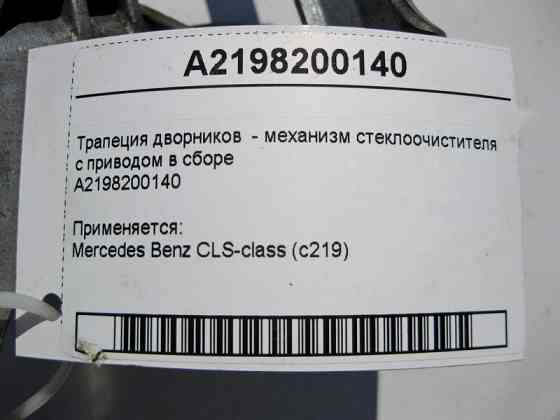 A2198200140
Трапеция дворников - механизм стеклоочистителя
с приводом в сборе
A2198200140
Применяется:
Mercedes Benz CLS-class (c219)